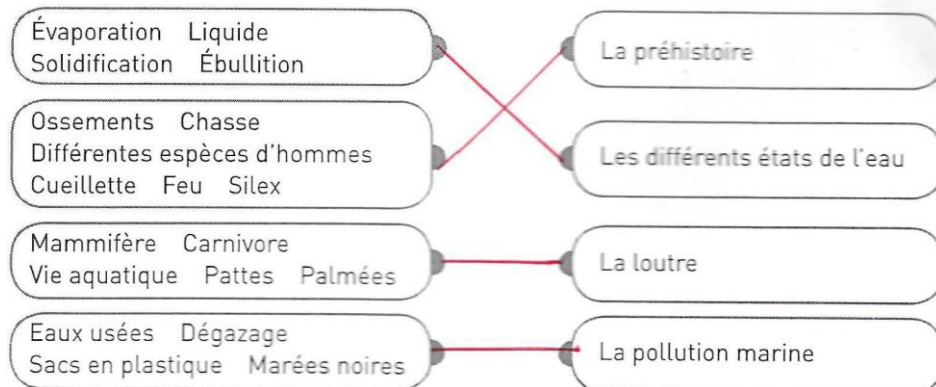 Évaporation Liquide
Solidification Ébullition
La préhistoire
Ossements Chasse
Différentes espèces d'hommes
Cueillette Feu Silex
Les différents états de l'eau
Mammifère Carnivore
Vie aquatique Pattes Palmées
La loutre
Eaux usées Dégazage
Sacs en plastique Marées noires
La pollution marine